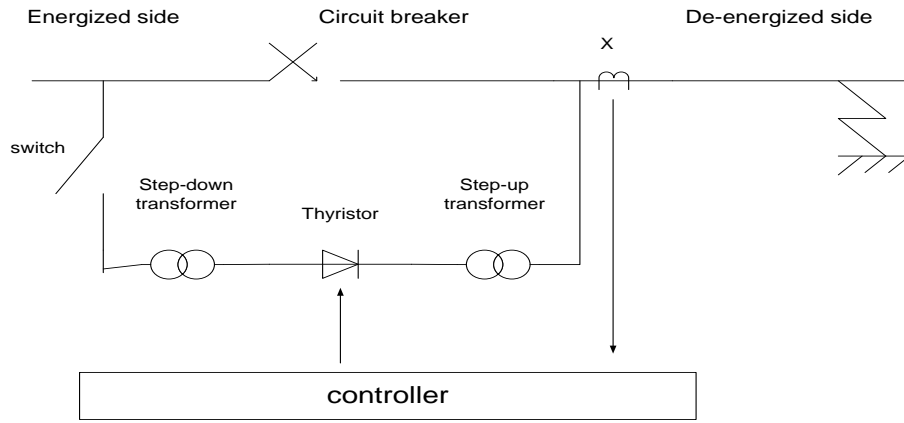 Energized side
Circuit breaker
De-energized side
X
switch
Step-down
transformer
Thyristor
Step-up
transformer
controller